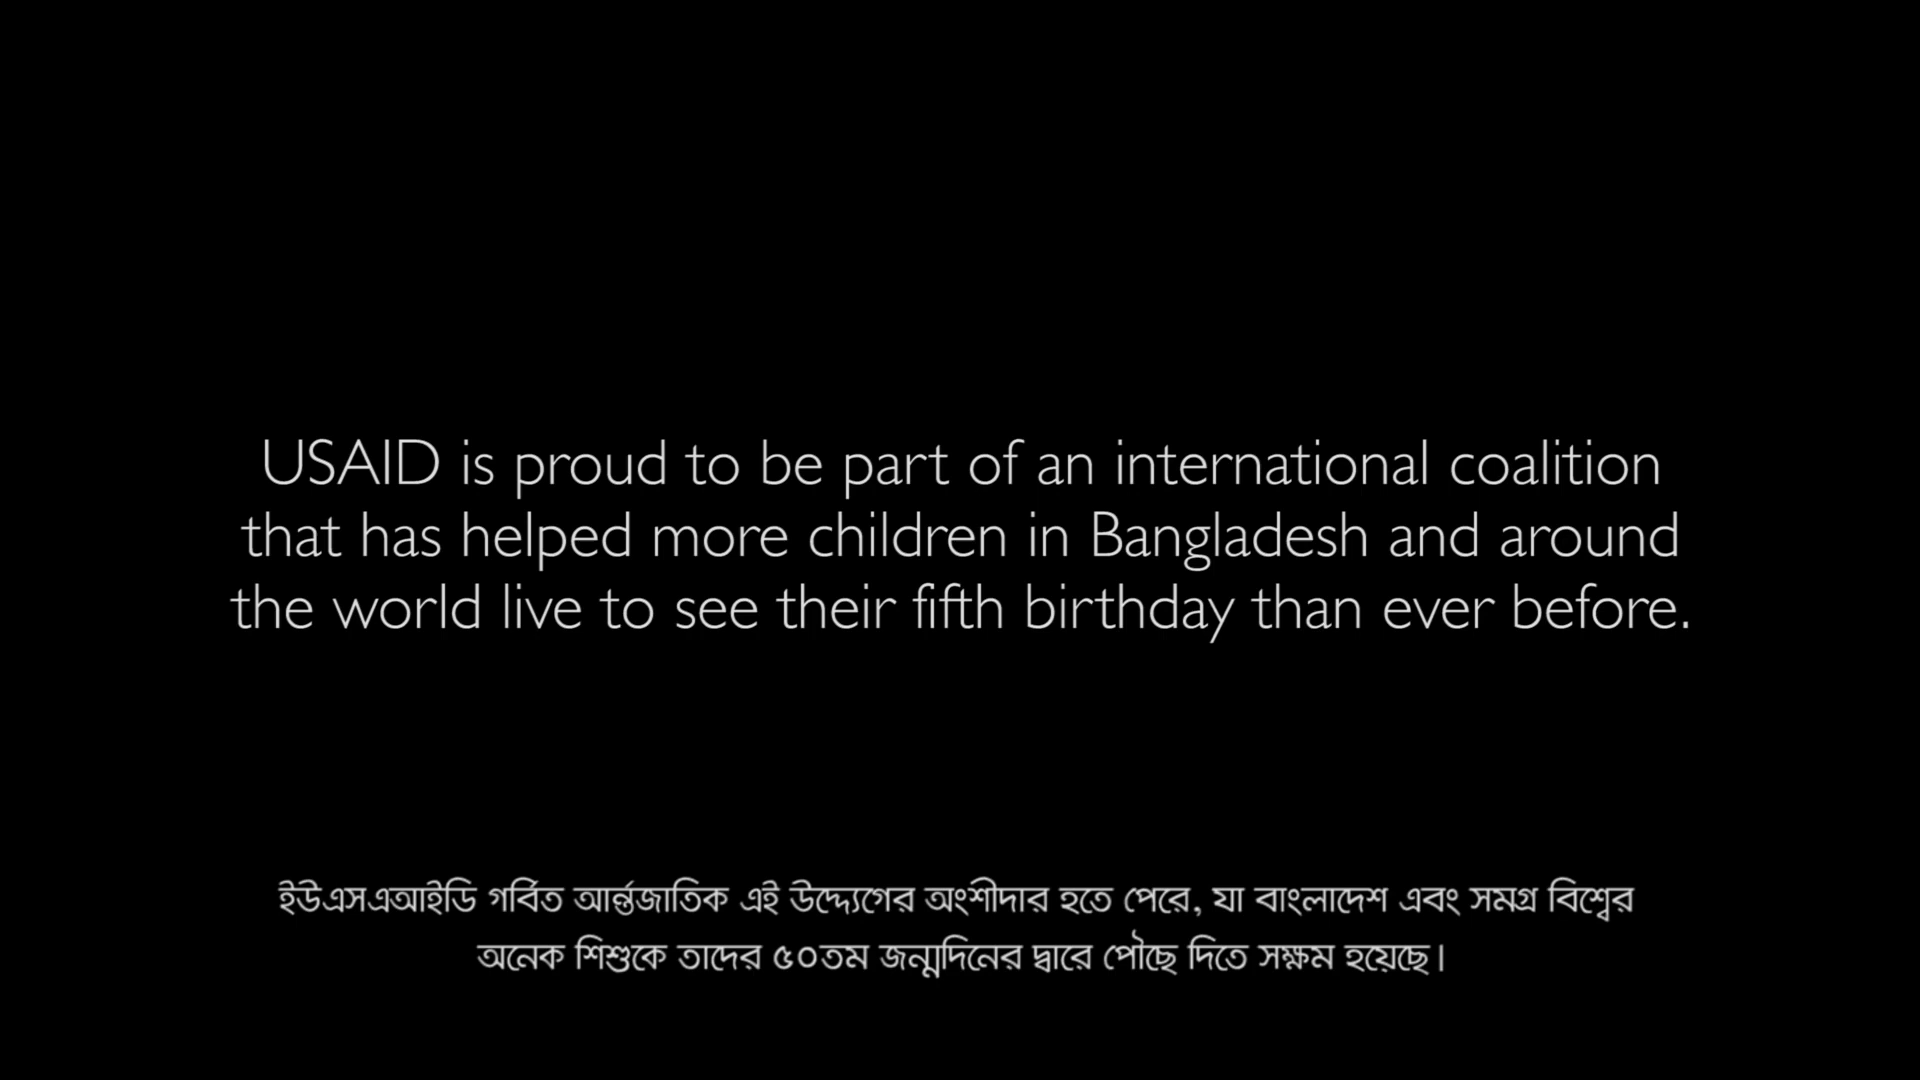 USAID is proud to be part of an international coalition
that has helped more children in Bangladesh and around
the world live to see their fifth birthday than ever before.
ইউএসএআইডি গর্বিত আর্ন্তজাতিক এই উদ্দ্যেগের অংশীদার হতে পেরে, যা বাংলাদেশ এবং সমগ্র বিশ্বের
অনেক শিশুকে তাদের ৫০তম জন্মদিনের দ্বারে পৌছে দিতে সক্ষম হয়েছে।